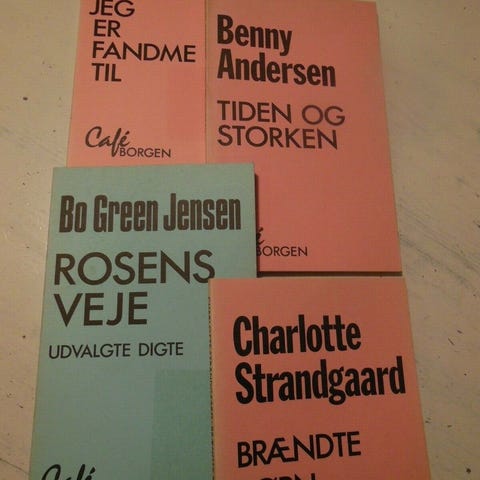 JEG
ER
FANDME
TIL
Café
BORGEN
Benny
Andersen
TIDEN OG
STORKEN
BORGEN
Bo Green Jensen
ROSENS
VEJE
UDVALGTE DIGTE
Café
Charlotte
Strandgaard
BRÆNDTE